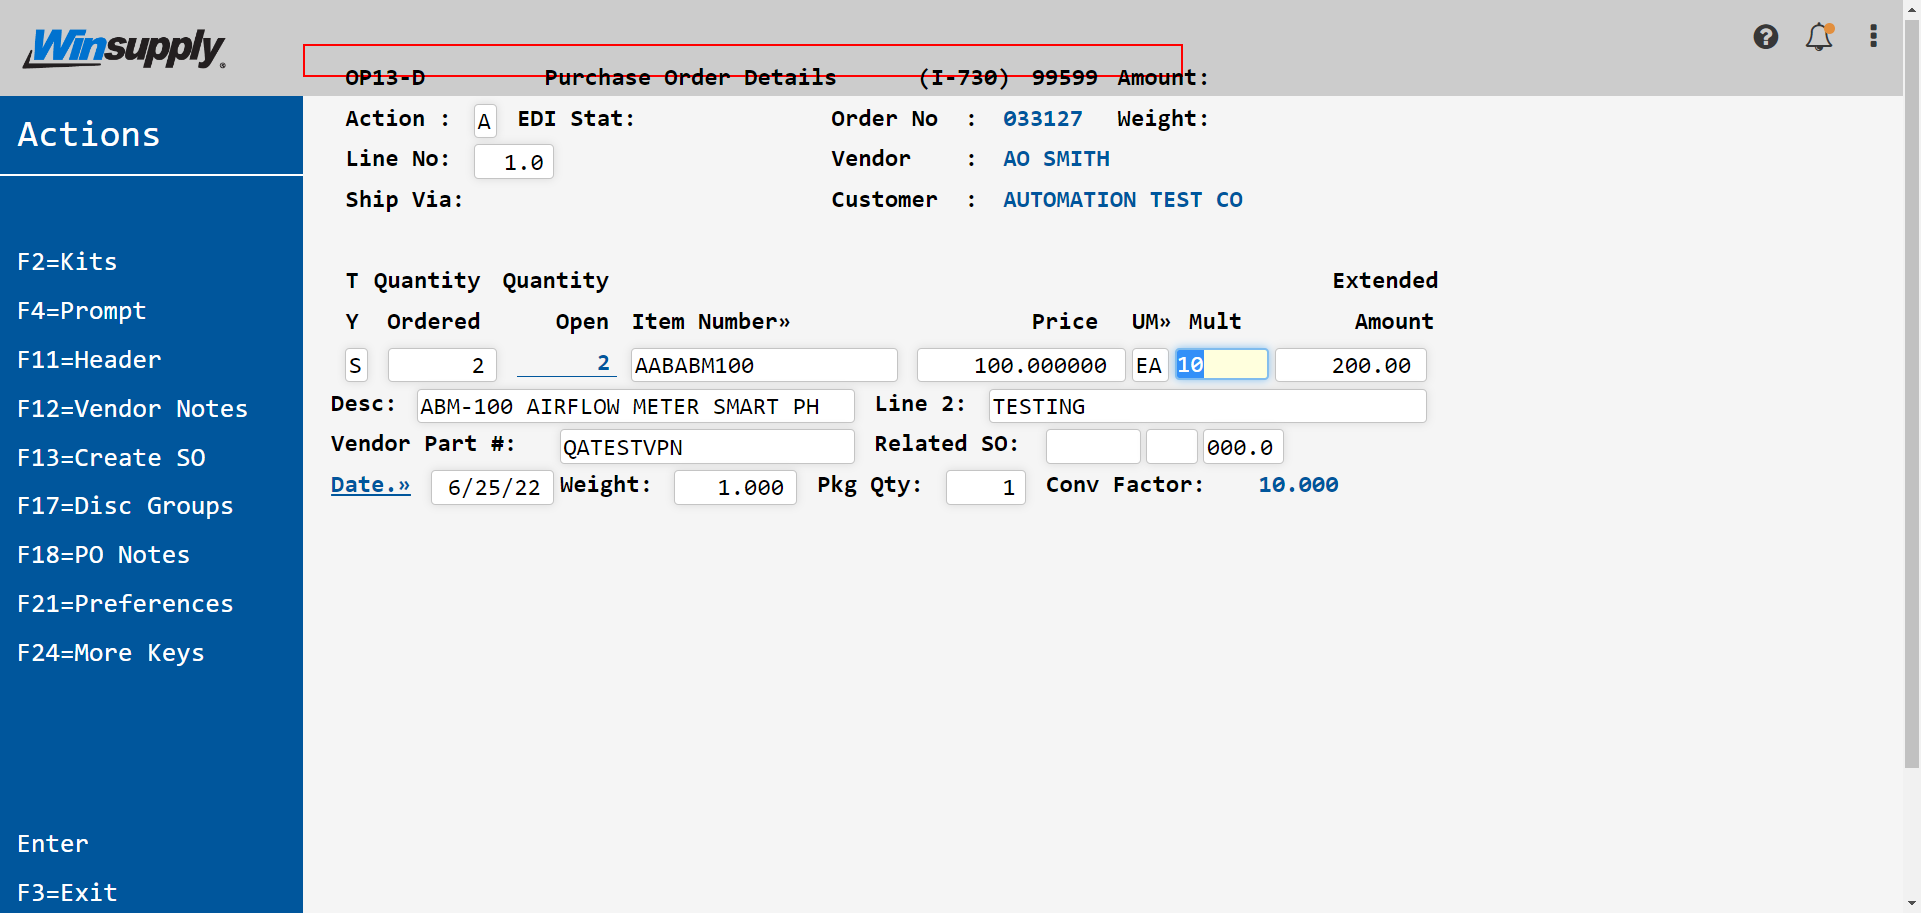 Winsupply
OP13-D Purchase Order Details (I-730) 99599 Amount:
Actions
Action : A EDI Stat: Order No : 033127 Weight:
Line No: 1.0 Vendor : AO SMITH
Ship Via: Customer : AUTOMATION TEST CO
F2=Kits
F4=Prompt
F11=Header
F12=Vendor Notes
F13=Create SO
F17=Disc Groups
F18=PO Notes
F21=Preferences
F24=More Keys
Enter
F3=Exit
T Quantity Quantity Extended
Y Ordered Open Item Number» Price UM» Mult Amount
S 2 2 AABABM100 100.000000 EA 10 200.00
Desc: ABM-100 AIRFLOW METER SMART PH Line 2: TESTING
Vendor Part #: QATESTVPN Related SO: 000.0
Date.» 6/25/22 Weight: 1.000 Pkg Qty: 1 Conv Factor: 10.000